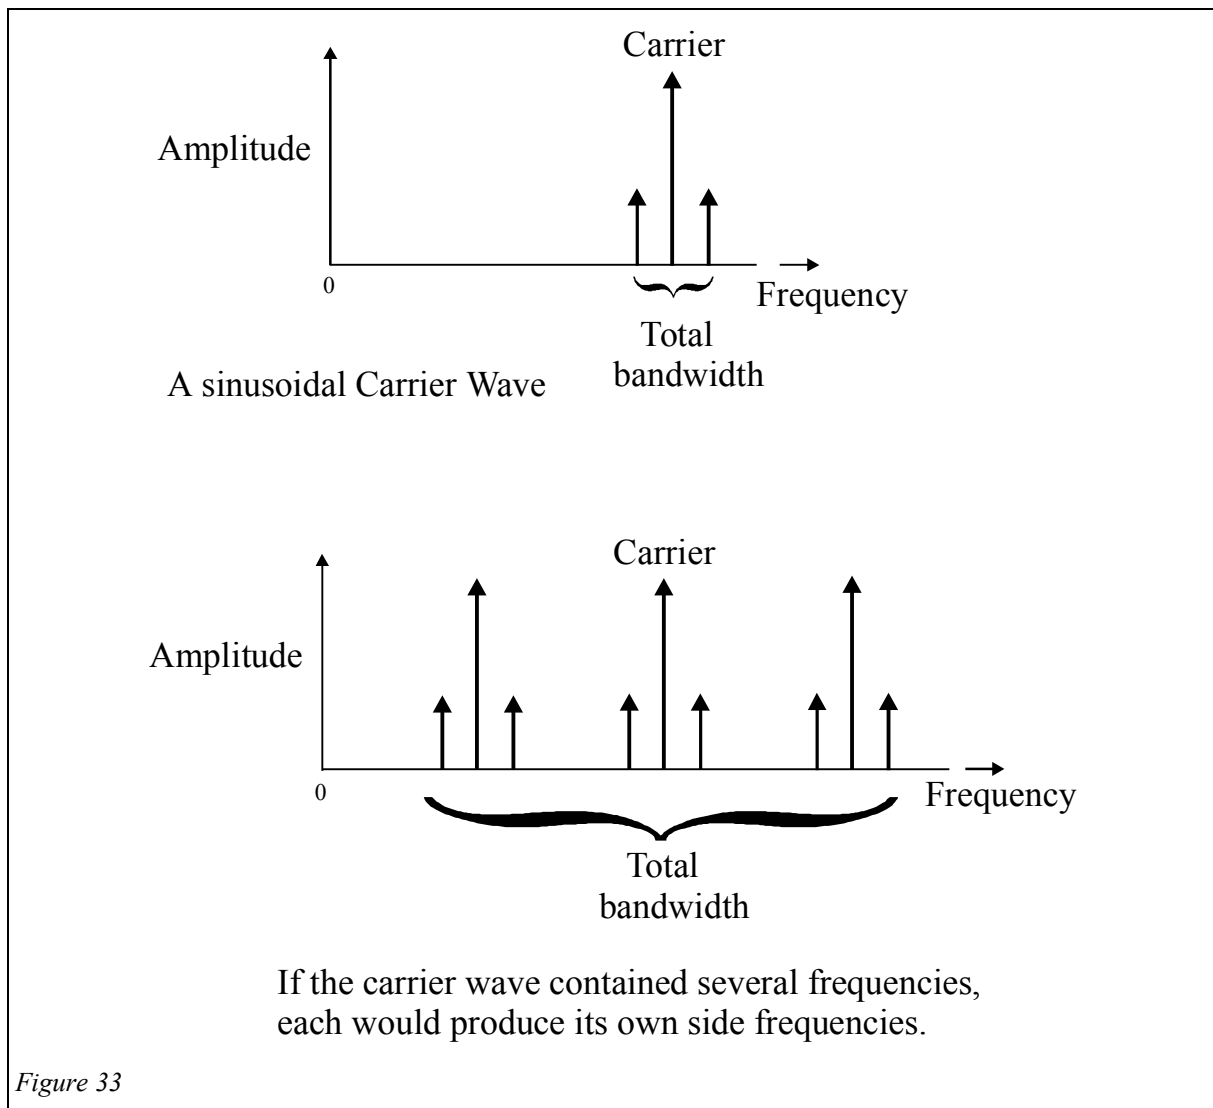 Carrier
Amplitude
0
Frequency
Total
bandwidth
A sinusoidal Carrier Wave
Carrier
Amplitude
0
Frequency
Total
bandwidth
If the carrier wave contained several frequencies,
each would produce its own side frequencies.
Figure 33